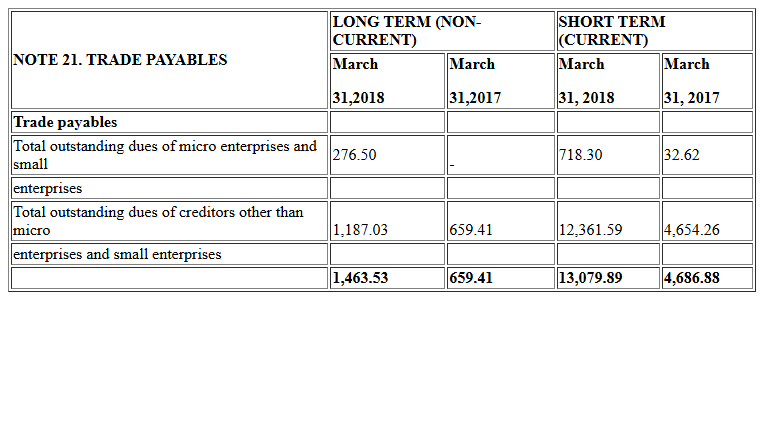 LONG TERM (NON- SHORT TERM
CURRENT) (CURRENT)
NOTE 21. TRADE PAYABLES
March March March March
31,2018 31,2017 31, 2018 31, 2017
Trade payables
Total outstanding dues of micro enterprises and
small 276.50 - 718.30 32.62
enterprises
Total outstanding dues of creditors other than
micro 1,187.03 659.41 12,361.59 4,654.26
enterprises and small enterprises
1,463.53 659.41 13,079.89 4,686.88